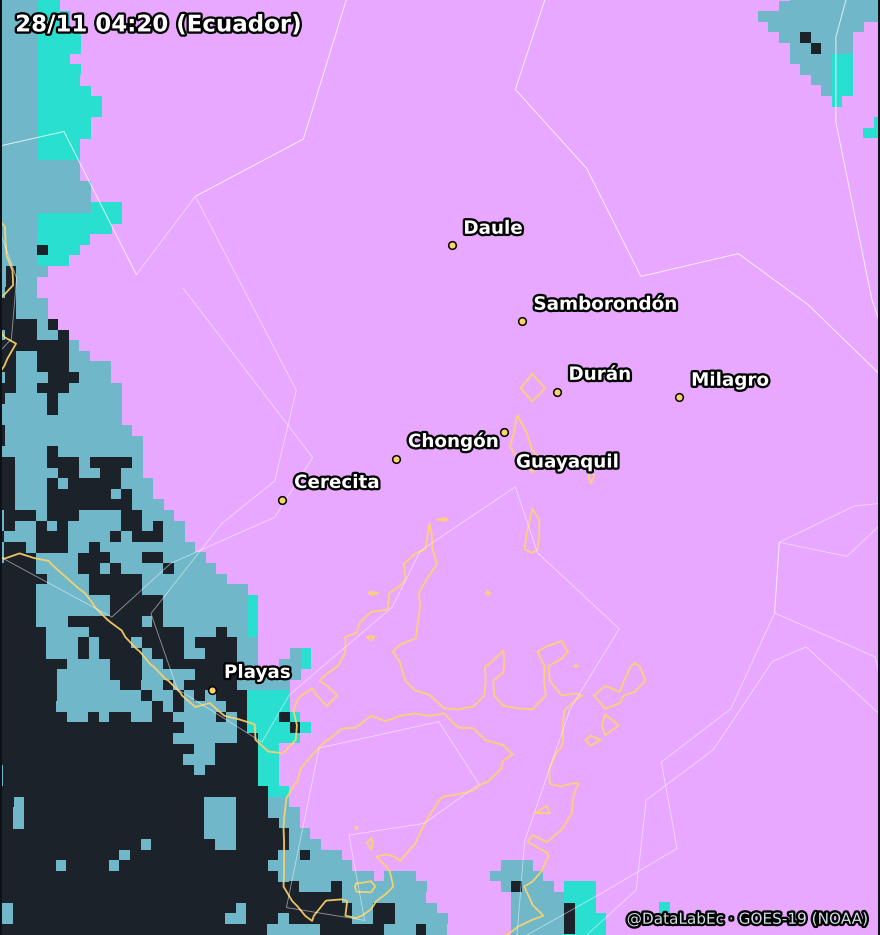 28/11 04:20 (Ecuador)
Daule
Samborondón
Durán
Milagro
Chongón
Guayaquil
Cerecita
Playas
@DataLabEc · GOES-19 (NOAA)